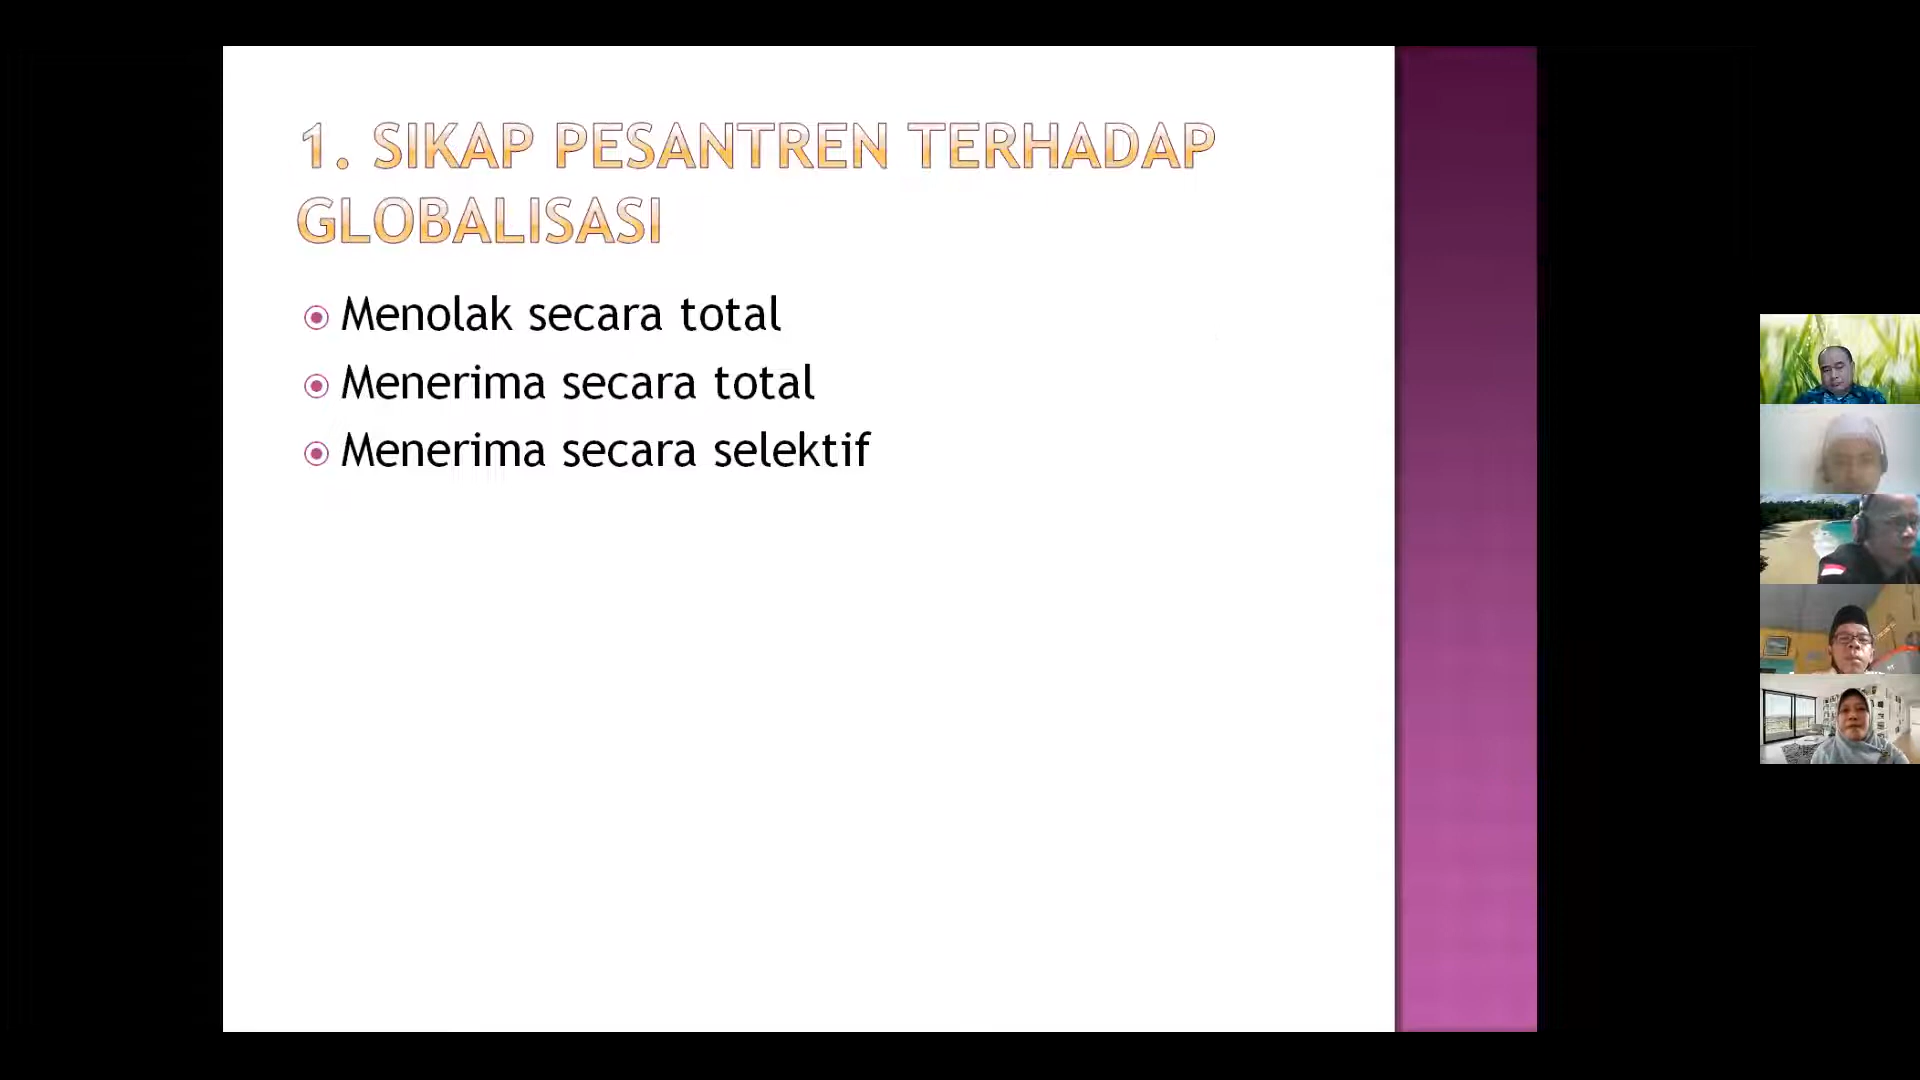 1. SIKAP PESANTREN TERHADAP
GLOBALISASI
Menolak secara total
Menerima secara total
Menerima secara selektif